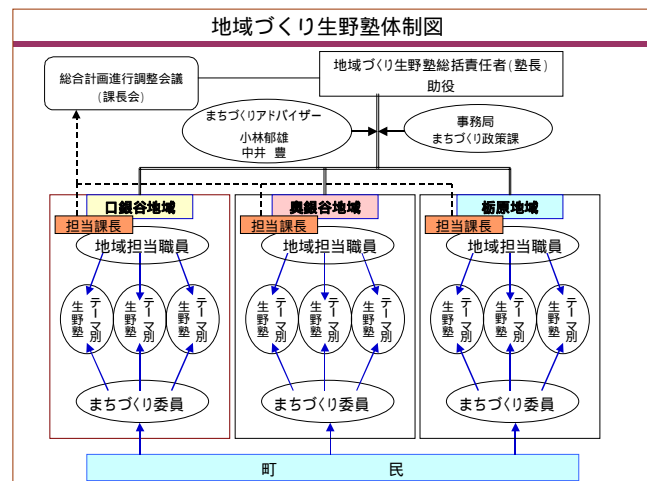 地域づくり生野塾体制図
総合計画進行調整会議
(課長会)
地域づくり生野塾総括責任者(塾長)
助役
まちづくりアドバイザー
小林郁雄
中井 豊
事務局
まちづくり政策課
口銀谷地域
担当課長
地域担当職員
テーマ別
生野塾
テーマ別
生野塾
テーマ別
生野塾
まちづくり委員
奥銀谷地域
担当課長
地域担当職員
テーマ別
生野塾
テーマ別
生野塾
テーマ別
生野塾
まちづくり委員
栃原地域
担当課長
地域担当職員
テーマ別
生野塾
テーマ別
生野塾
テーマ別
生野塾
まちづくり委員
町 民